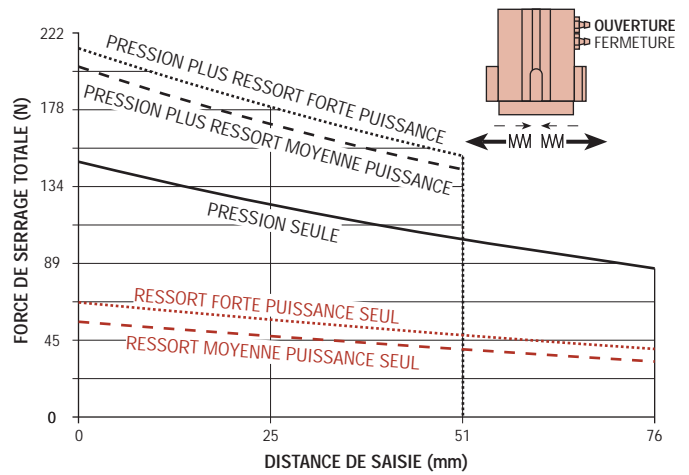 OUVERTURE
FERMETURE
FORCE DE SERRAGE TOTALE (N)
222
178
134
89
45
0
PRESSION PLUS RESSORT FORTE PUISSANCE
PRESSION PLUS RESSORT MOYENNE PUISSANCE
PRESSION SEULE
RESSORT FORTE PUISSANCE SEUL
RESSORT MOYENNE PUISSANCE SEUL
0
25
51
76
DISTANCE DE SAISIE (mm)